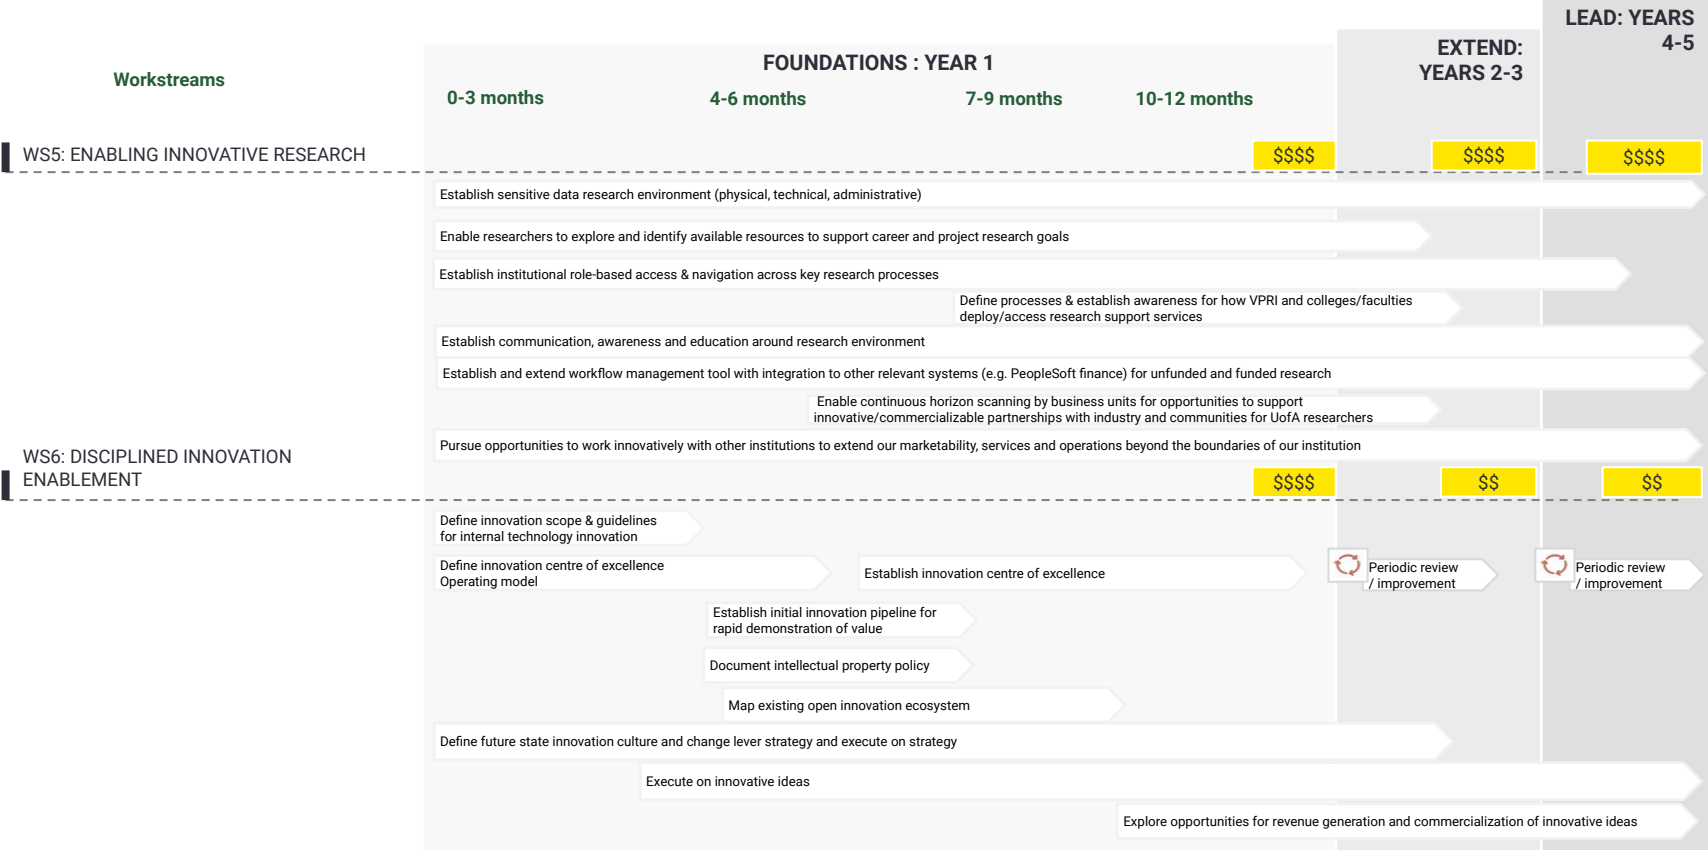 LEAD: YEARS
4-5
EXTEND:
YEARS 2-3
FOUNDATIONS : YEAR 1
Workstreams
0-3 months
4-6 months
7-9 months
10-12 months
WS5: ENABLING INNOVATIVE RESEARCH
$$$$
$$$$
$$$$
Establish sensitive data research environment (physical, technical, administrative)
Enable researchers to explore and identify available resources to support career and project research goals
Establish institutional role-based access & navigation across key research processes
Define processes & establish awareness for how VPRI and colleges/faculties
deploy/access research support services
Establish communication, awareness and education around research environment
Establish and extend workflow management tool with integration to other relevant systems (e.g. PeopleSoft finance) for unfunded and funded research
Enable continuous horizon scanning by business units for opportunities to support
innovative/commercializable partnerships with industry and communities for UofA researchers
Pursue opportunities to work innovatively with other institutions to extend our marketability, services and operations beyond the boundaries of our institution
WS6: DISCIPLINED INNOVATION
ENABLEMENT
$$$$
$$
$$
Define innovation scope & guidelines
for internal technology innovation
Define innovation centre of excellence
Operating model
Establish innovation centre of excellence
Periodic review
/ improvement
Periodic review
/ improvement
Establish initial innovation pipeline for
rapid demonstration of value
Document intellectual property policy
Map existing open innovation ecosystem
Define future state innovation culture and change lever strategy and execute on strategy
Execute on innovative ideas
Explore opportunities for revenue generation and commercialization of innovative ideas